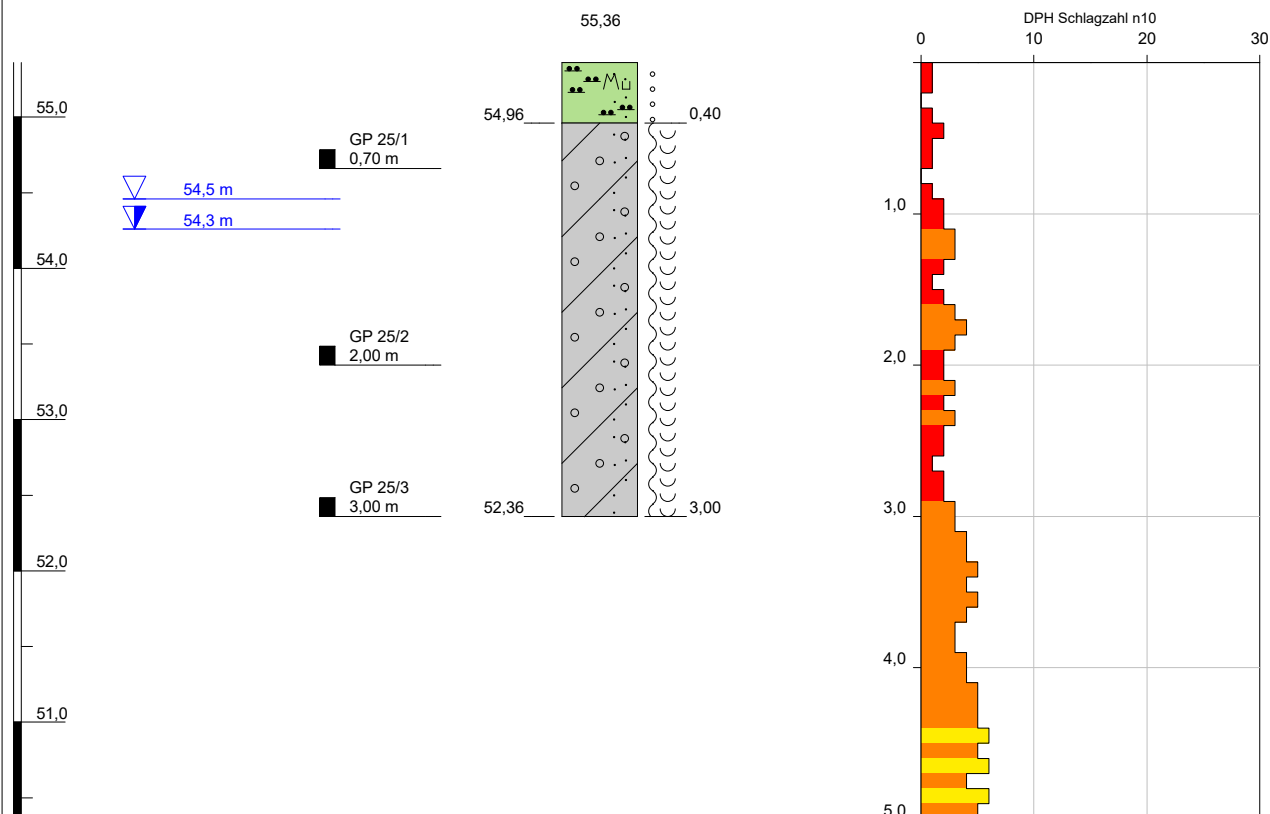 55,36
DPH Schlagzahl n10
0 10 20 30
55,0
54,0
53,0
52,0
51,0
54,5 m
54,3 m
GP 25/1
0,70 m
GP 25/2
2,00 m
GP 25/3
3,00 m
Mu
54,96
0,40
52,36
3,00
1,0
2,0
3,0
4,0
5,0